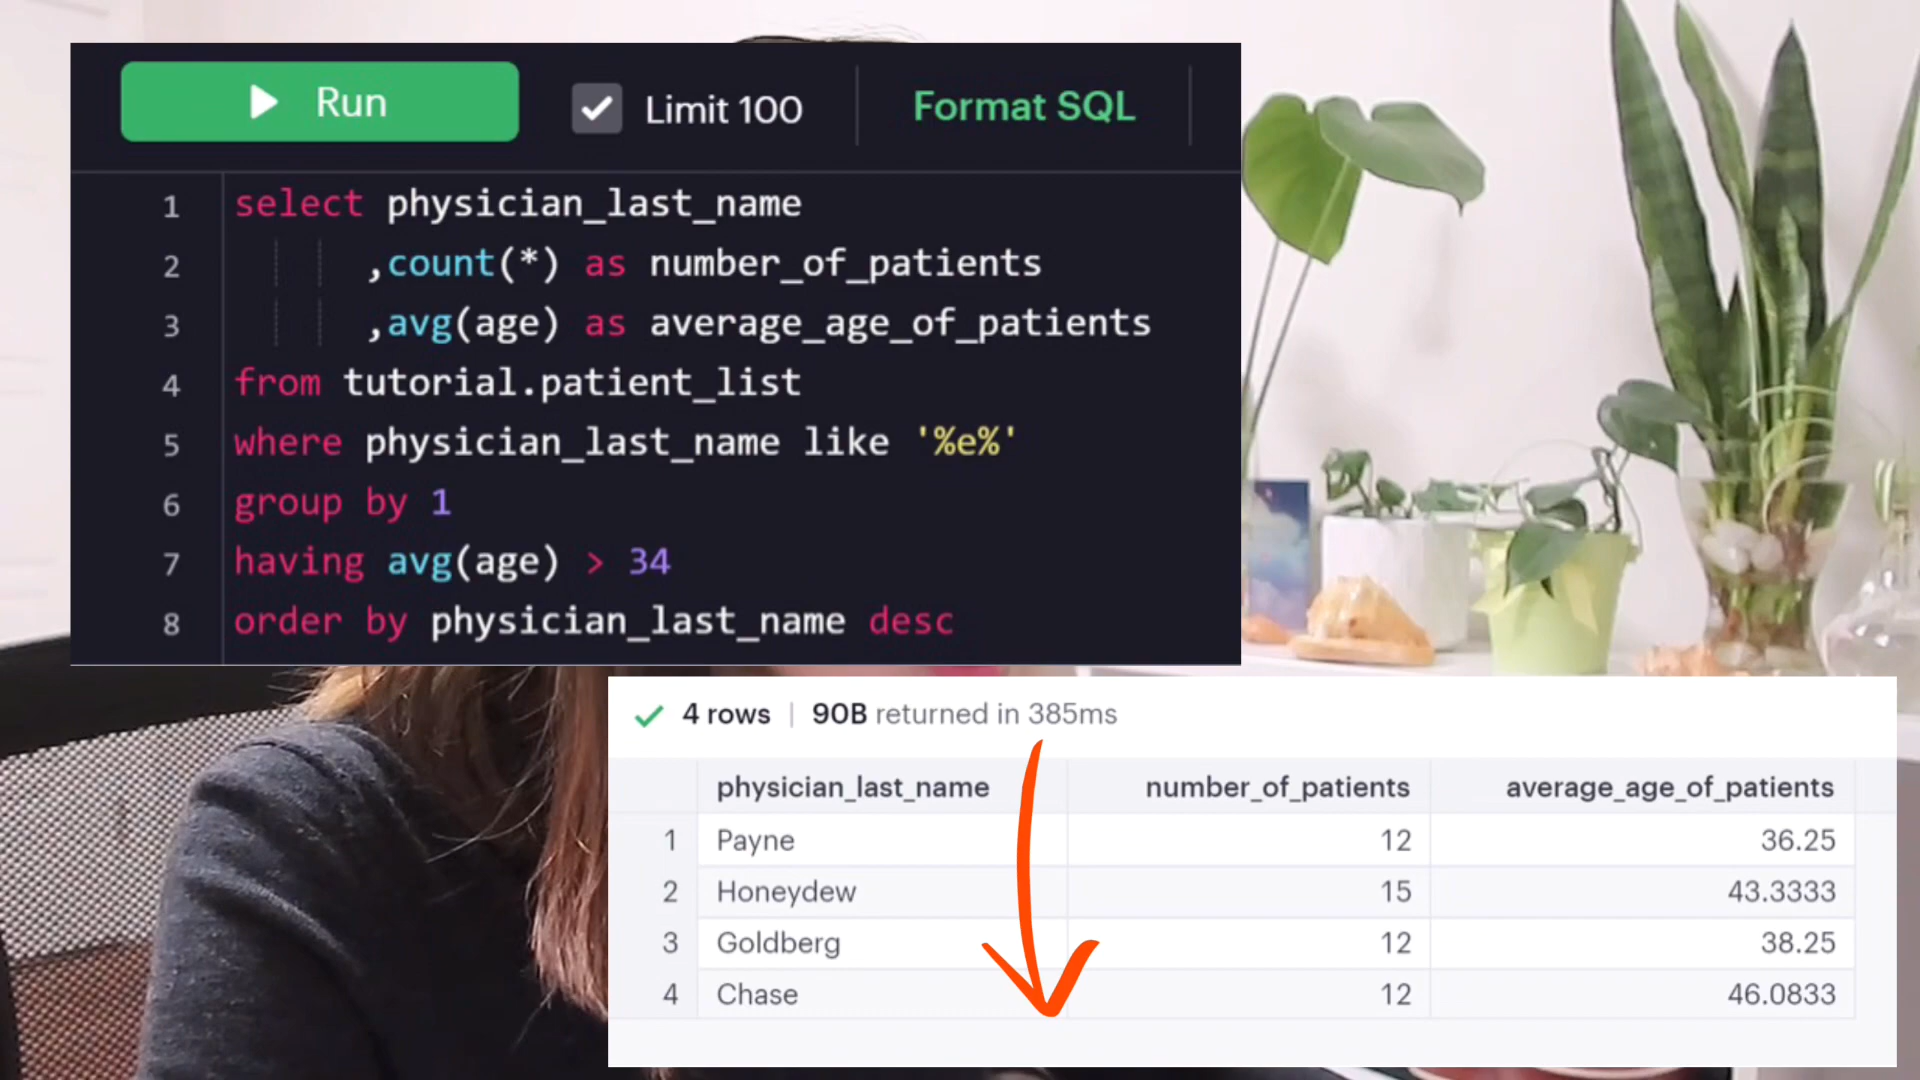 Run Limit 100 Format SQL
1 select physician_last_name
2 ,count(*) as number_of_patients
3 ,avg(age) as average_age_of_patients
4 from tutorial.patient_list
5 where physician_last_name like '%e%'
6 group by 1
7 having avg(age) > 34
8 order by physician_last_name desc
4 rows | 90B returned in 385ms
physician_last_name number_of_patients average_age_of_patients
1 Payne 12 36.25
2 Honeydew 15 43.3333
3 Goldberg 12 38.25
4 Chase 12 46.0833